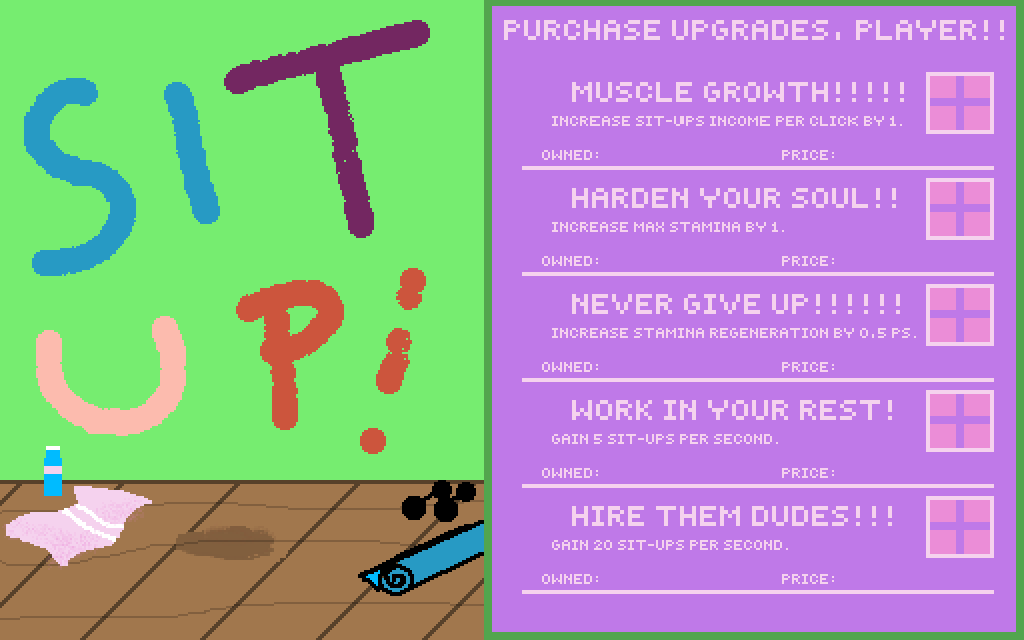 SIT
UP!
PURCHASE UPGRADES, PLAYER!!
MUSCLE GROWTH!!!!!
INCREASE SIT-UPS INCOME PER CLICK BY 1.
OWNED: PRICE:
HARDEN YOUR SOUL!!
INCREASE MAX STAMINA BY 1.
OWNED: PRICE:
NEVER GIVE UP!!!!!!
INCREASE STAMINA REGENERATION BY 0.5 PS.
OWNED: PRICE:
WORK IN YOUR REST!
GAIN 5 SIT-UPS PER SECOND.
OWNED: PRICE:
HIRE THEM DUDES!!!
GAIN 20 SIT-UPS PER SECOND.
OWNED: PRICE: